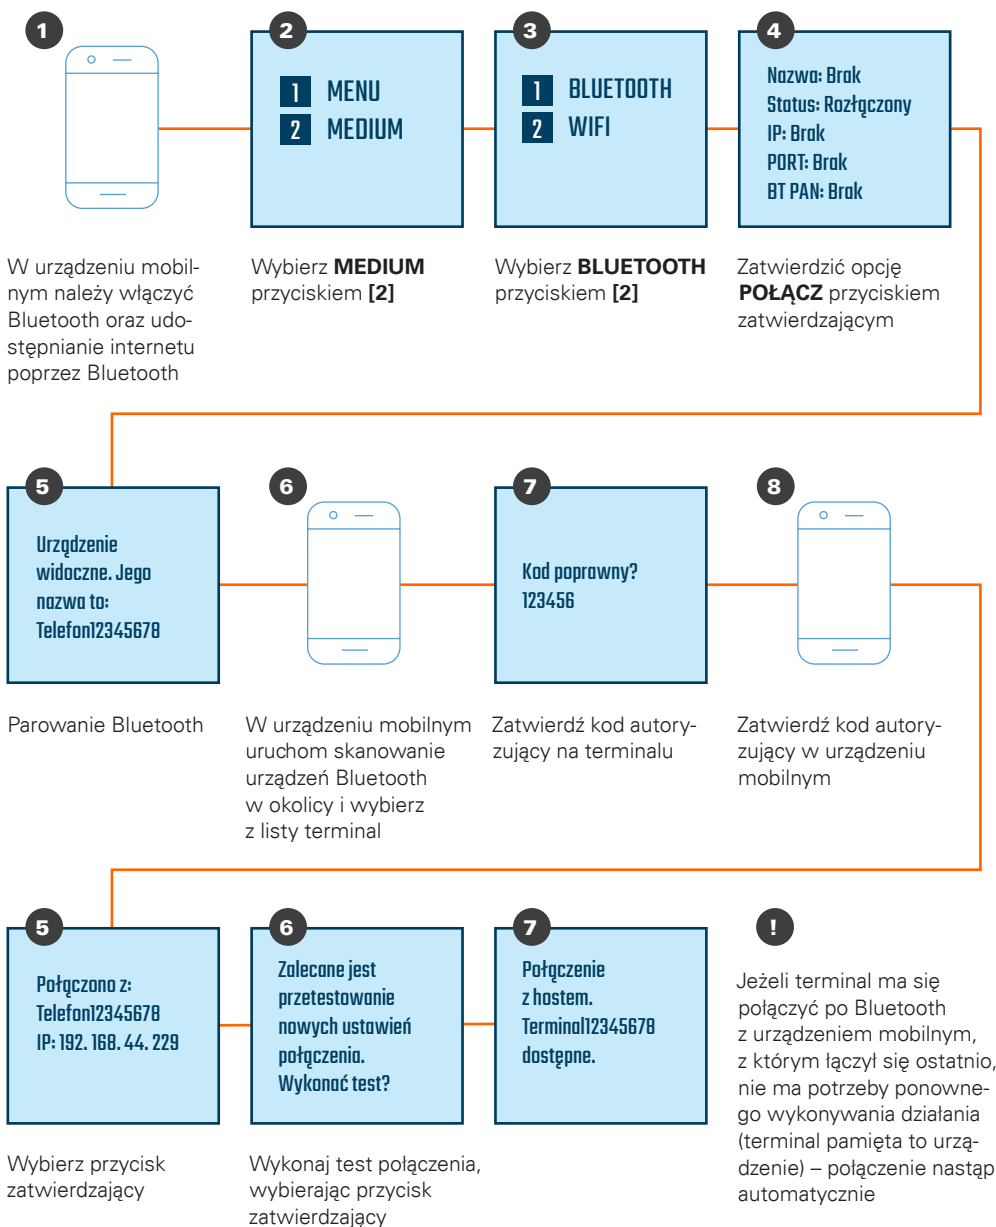 1
2
1 MENU
2 MEDIUM
3
1 BLUETOOTH
2 WIFI
4
Nazwa: Brak
Status: Rozłączony
IP: Brak
PORT: Brak
BT PAN: Brak
W urządzeniu mobil-
nym należy włączyć
Bluetooth oraz udo-
stępnianie internetu
poprzez Bluetooth
Wybierz MEDIUM
przyciskiem [2]
Wybierz BLUETOOTH
przyciskiem [2]
Zatwierdzić opcję
POŁĄCZ przyciskiem
zatwierdzającym
5
Urządzenie
widoczne. Jego
nazwa to:
Telefon12345678
6
7
Kod poprawny?
123456
8
Parowanie Bluetooth
W urządzeniu mobilnym
uruchom skanowanie
urządzeń Bluetooth
w okolicy i wybierz
z listy terminal
Zatwierdź kod autory-
zujący na terminalu
Zatwierdź kod autory-
zujący w urządzeniu
mobilnym
5
Połączono z:
Telefon12345678
IP: 192. 168. 44. 229
6
Zalecane jest
przetestowanie
nowych ustawień
połączenia.
Wykonać test?
7
Połączenie
z hostem.
Terminal12345678
dostępne.
!
Jeżeli terminal ma się
połączyć po Bluetooth
z urządzeniem mobilnym,
z którym łączył się ostatnio,
nie ma potrzeby ponowne-
go wykonywania działania
(terminal pamięta to urzą-
dzenie) – połączenie nastąp
automatycznie
Wybierz przycisk
zatwierdzający
Wykonaj test połączenia,
wybierając przycisk
zatwierdzający